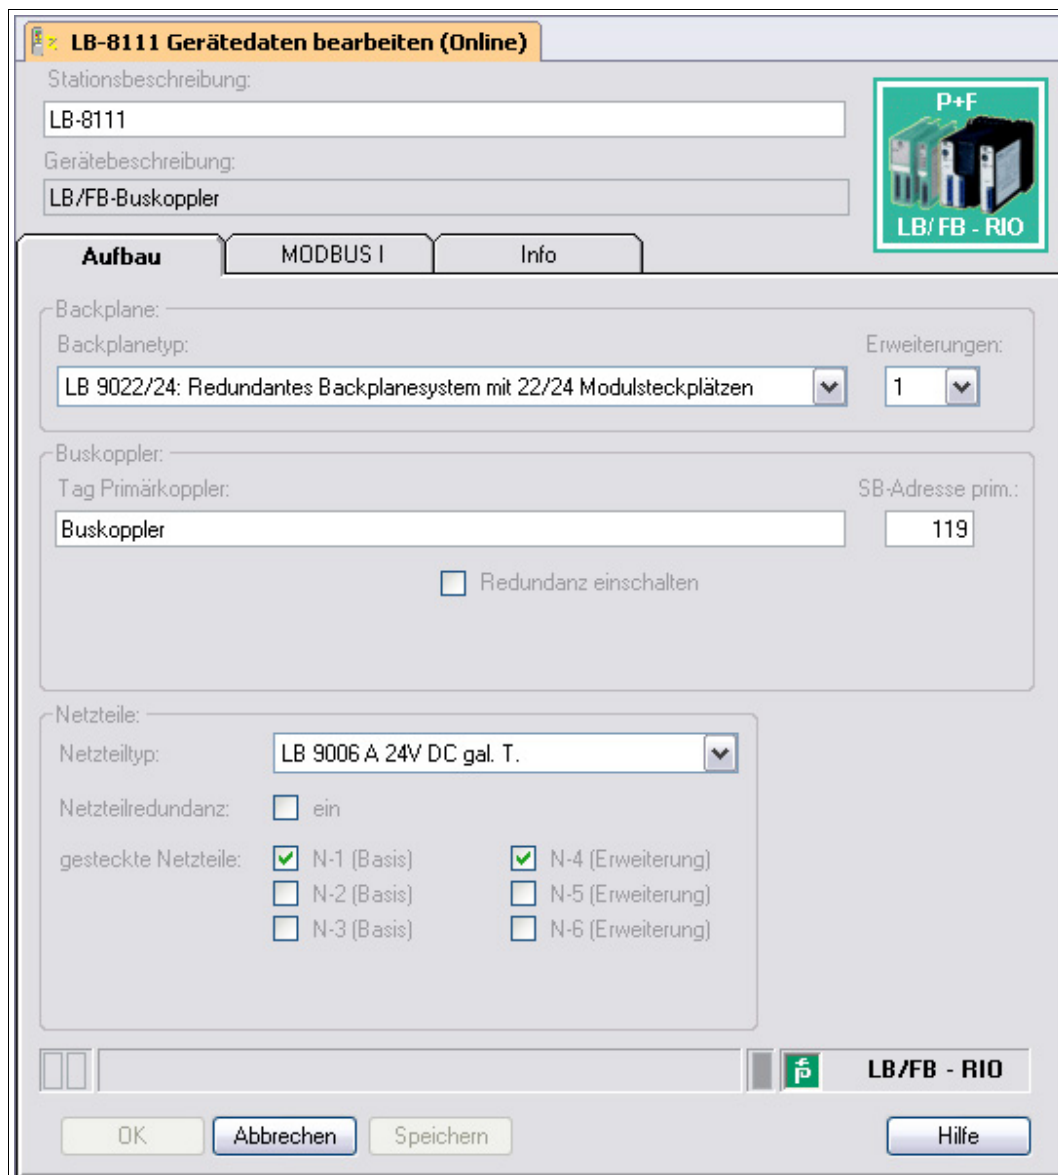 LB-8111 Gerätedaten bearbeiten (Online)
Stationsbeschreibung:
LB-8111
Gerätebeschreibung:
LB/FB-Buskoppler
P+F
LB/ FB - RIO
Aufbau
MODBUS I
Info
Backplane:
Backplanetyp:
Erweiterungen:
LB 9022/24: Redundantes Backplanesystem mit 22/24 Modulsteckplätzen
1
Buskoppler:
Tag Primärkoppler:
SB-Adresse prim.:
Buskoppler
119
Redundanz einschalten
Netzteile:
Netzteiltyp:
LB 9006 A 24V DC gal. T.
Netzteilredundanz:
ein
gesteckte Netzteile:
N-1 (Basis)
N-4 (Erweiterung)
N-2 (Basis)
N-5 (Erweiterung)
N-3 (Basis)
N-6 (Erweiterung)
LB/FB - RIO
OK
Abbrechen
Speichern
Hilfe